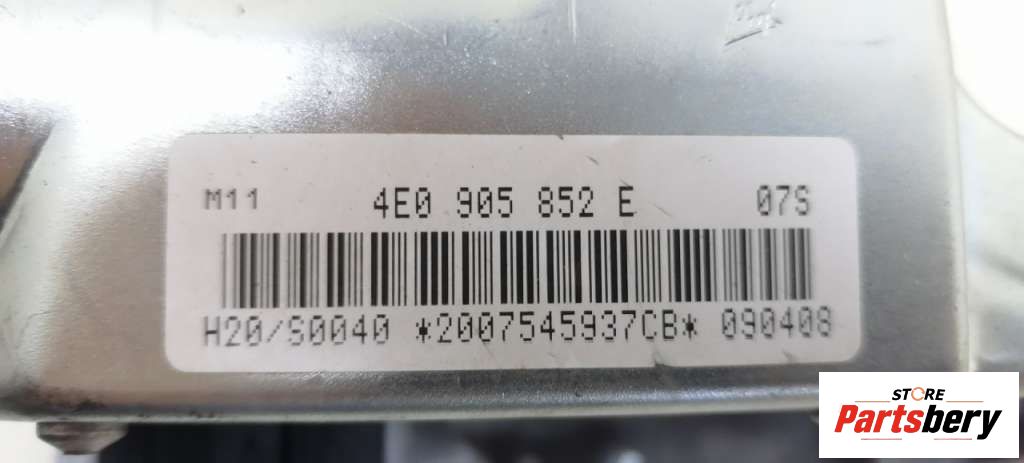 M11 4E0 905 852 E 07S
H20/S0040 *2007545937CB* 090408
STORE
Partsbery